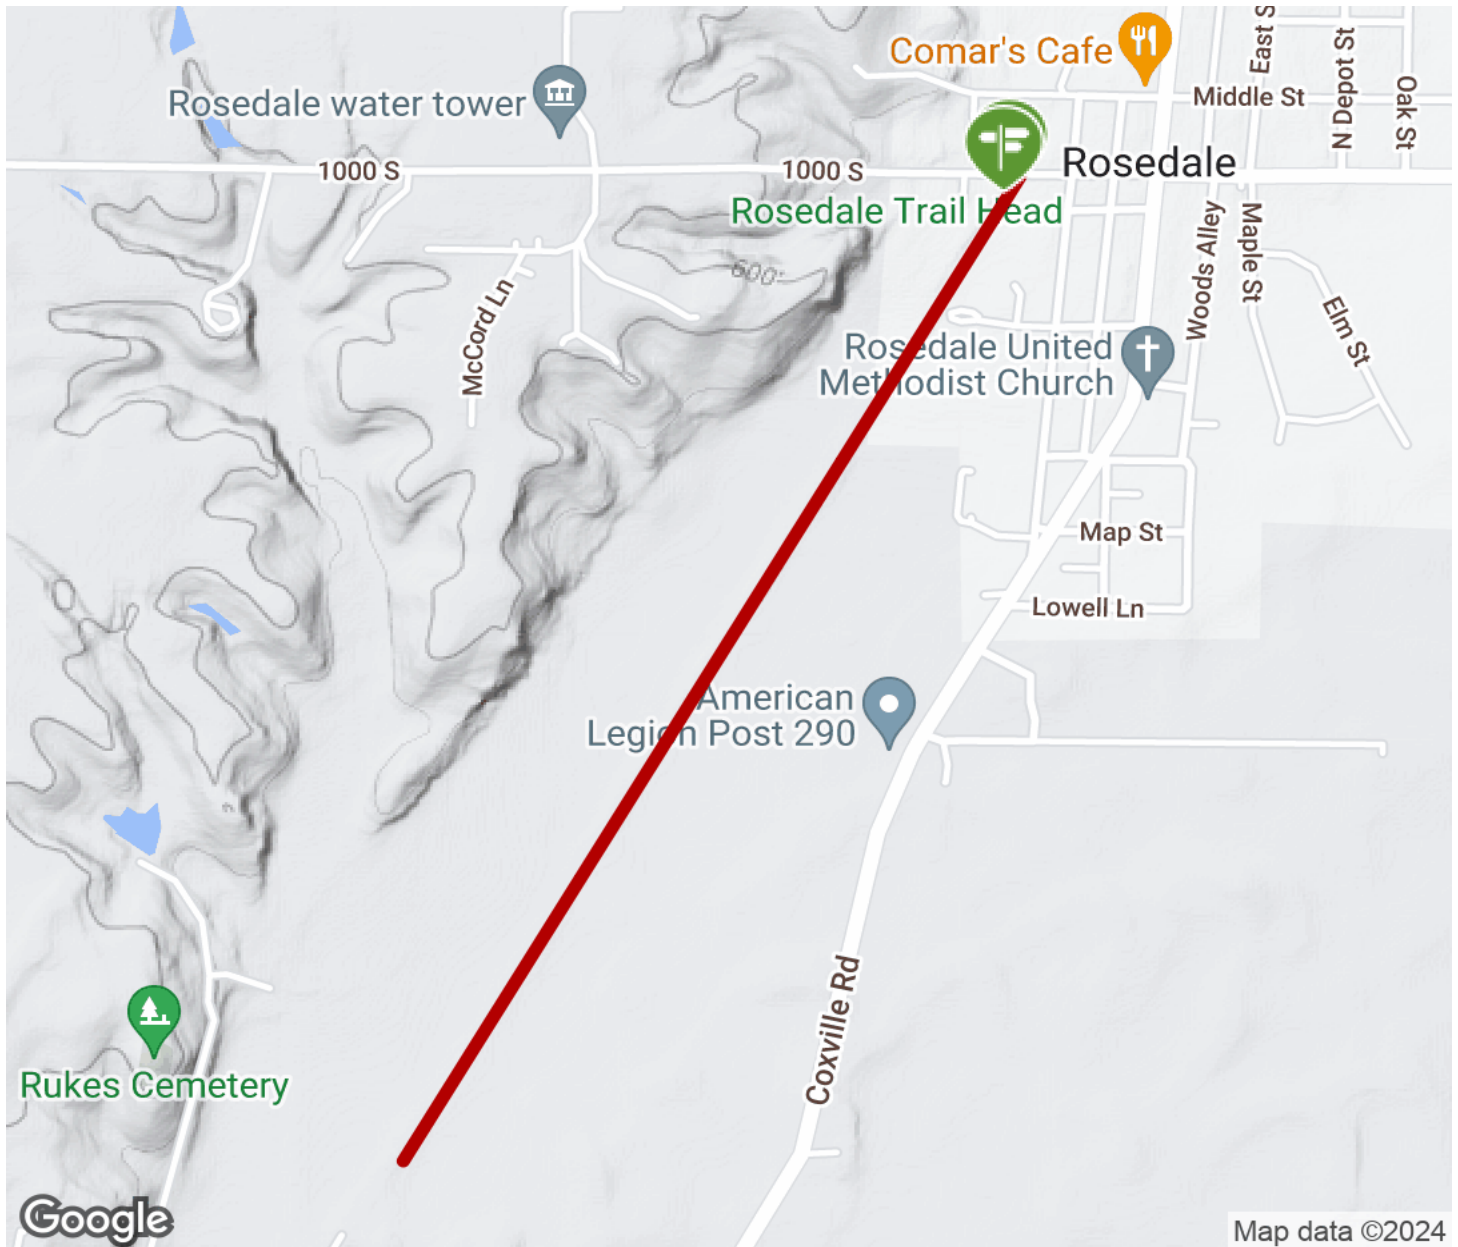 Comar's Cafe
East S
N Depot St
Oak St
Rosedale water tower
Middle St
1000 S
1000 S
Rosedale
Rosedale Trail Head
Woods Alley
Maple St
600'
McCord Ln
Elm St
Rosedale United
Methodist Church
Map St
Lowell Ln
American
Legion Post 290
Coxville Rd
Rukes Cemetery
Google
Map data ©2024